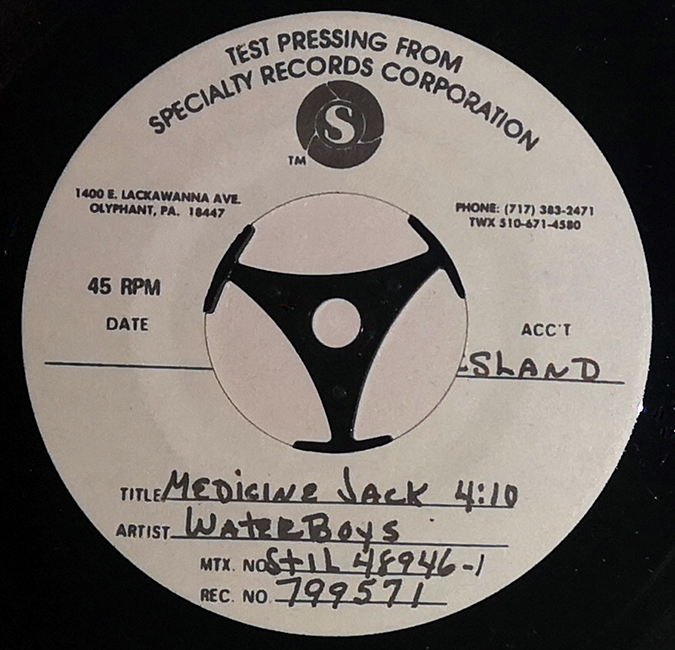 TEST PRESSING FROM
SPECIALTY RECORDS CORPORATION
S
TM
1400 E. LACKAWANNA AVE.
OLYPHANT, PA. 18447
PHONE: (717) 383-2471
TWX 510-671-4580
45 RPM
DATE
ACC'T
ISLAND
TITLE MEDICINE JACK 4:10
ARTIST WATERBOYS
MTX. NO. 48946-1
REC. NO. 799571